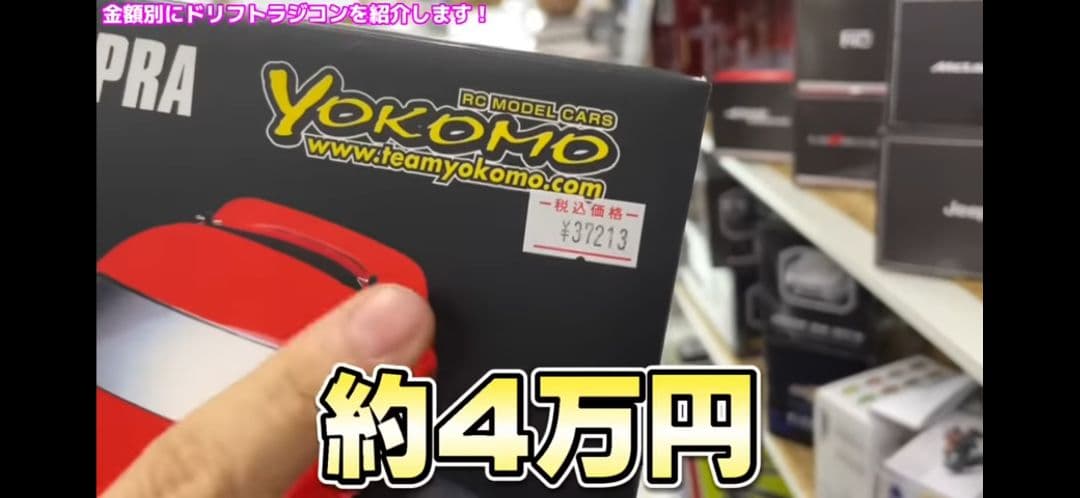 金額別にドリフトラジコンを紹介します！
PRA
RC MODEL CARS
YOKOMO
www.teamyokomo.com
税込価格
¥37213
Jeep
約4万円